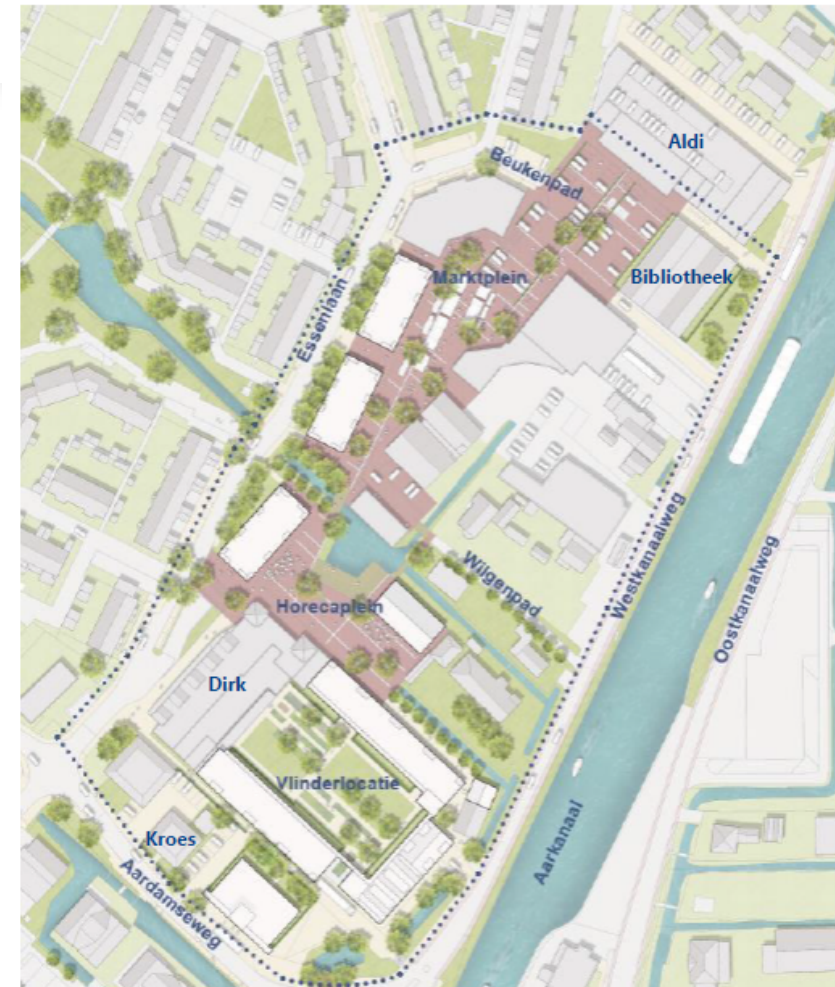 Aldi
Beukenpad
Bibliotheek
Marktplein
Essenlaan
Westkanaalweg
Oostkanaalweg
Wilgenpad
Horecaplein
Dirk
Vlinderlocatie
Aarkanaal
Kroes
Aardamseweg